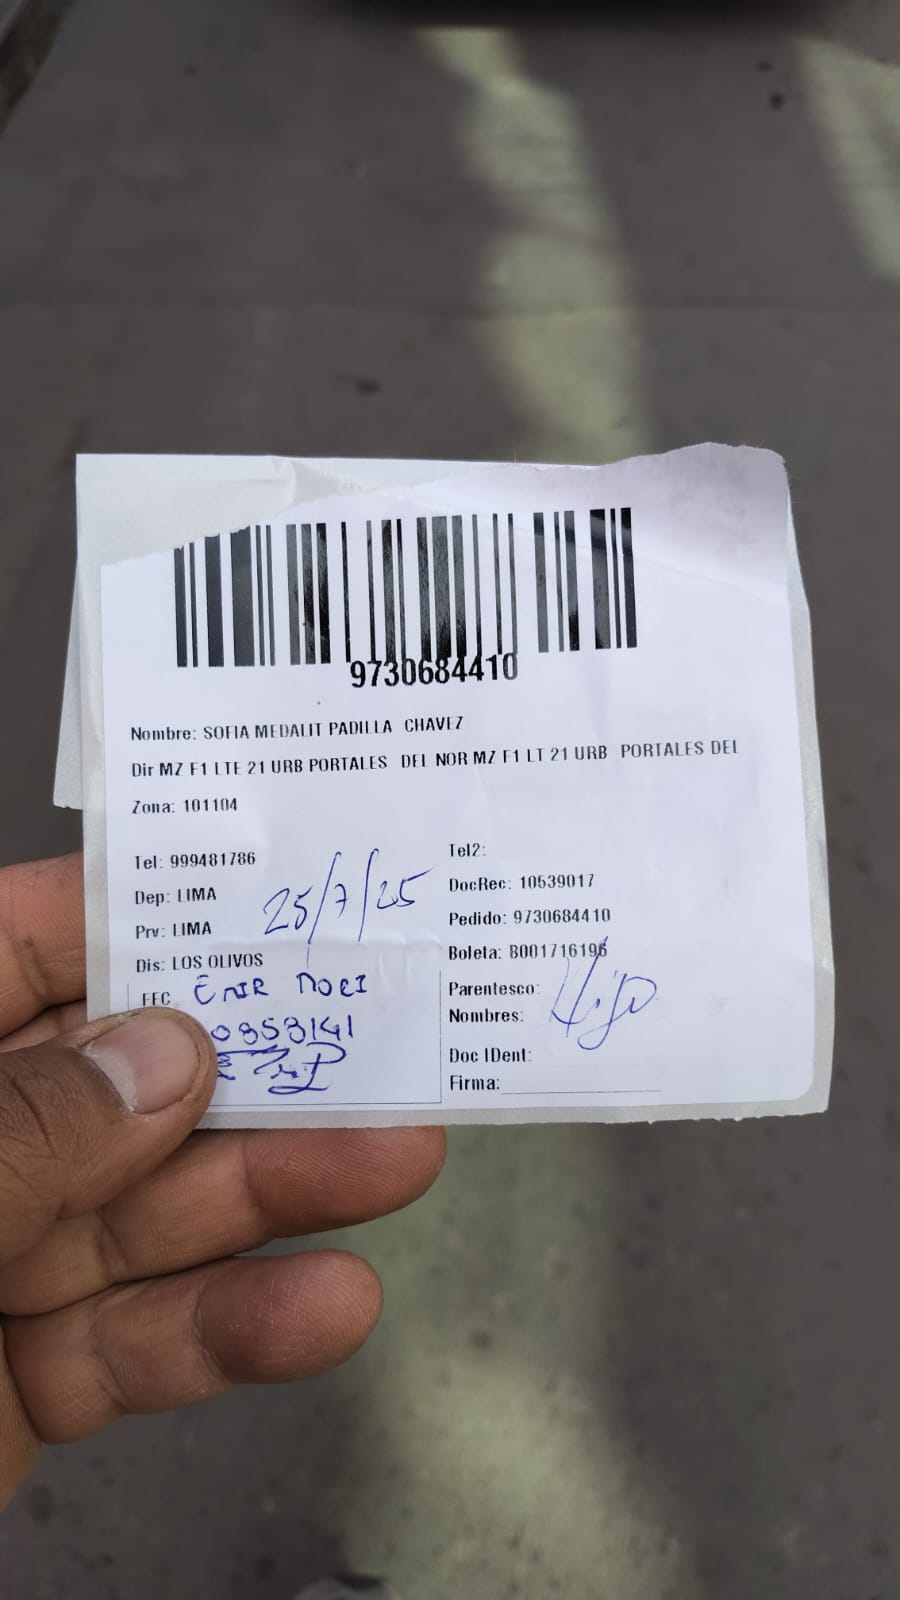 9730684410
Nombre: SOFIA MEDALIT PADILLA CHAVEZ
Dir MZ F1 LTE 21 URB PORTALES DEL NOR MZ F1 LT 21 URB PORTALES DEL
Zona: 101104
Tel: 999481786
Dep: LIMA
Prv: LIMA
Dis: LOS OLIVOS
25/7/25
FEC
0353141
Tel2:
DocRec: 10539017
Pedido: 9730684410
Boleta: B001716196
Parentesco:
Hijo
Nombres:
Doc IDent:
Firma: